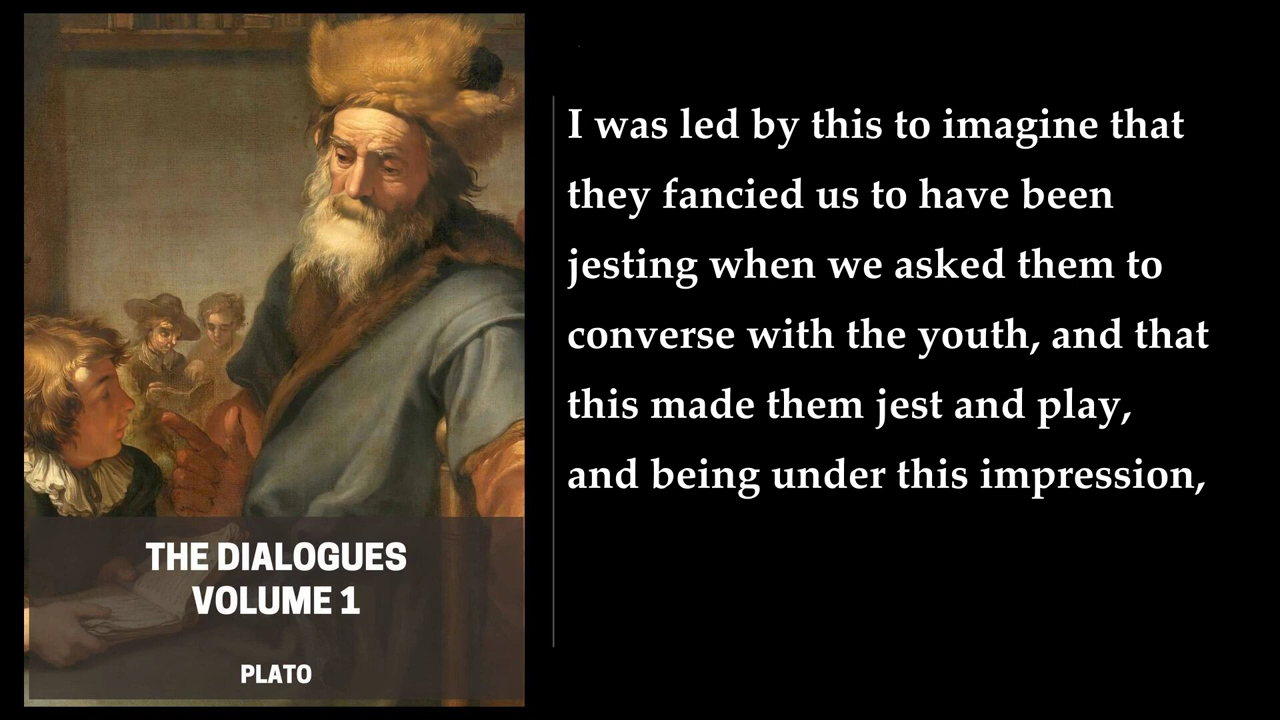 THE DIALOGUES
VOLUME 1
PLATO
I was led by this to imagine that
they fancied us to have been
jesting when we asked them to
converse with the youth, and that
this made them jest and play,
and being under this impression,